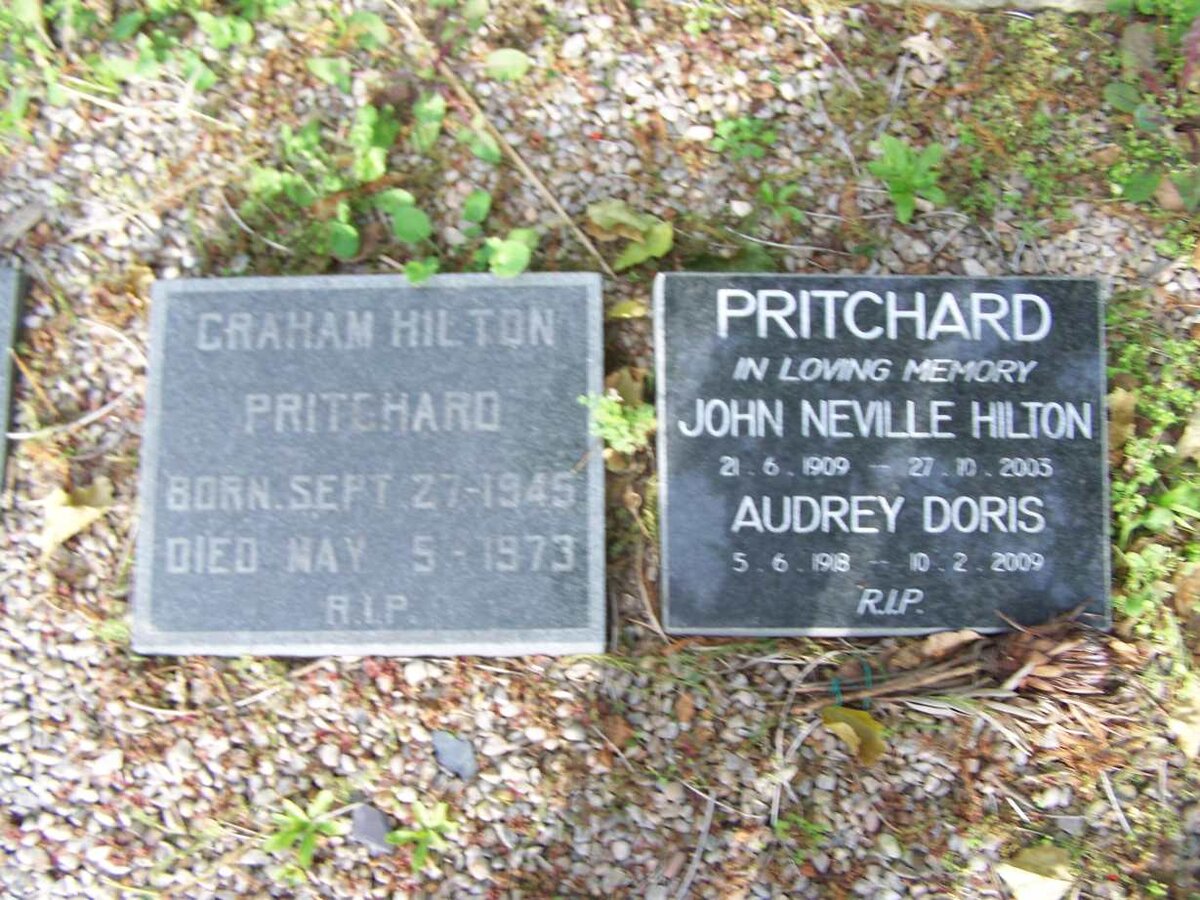 GRAHAM HILTON
PRITCHARD
BORN. SEPT 27-1945
DIED MAY 5-1973
R.I.P.
PRITCHARD
IN LOVING MEMORY
JOHN NEVILLE HILTON
21.6.1909 -- 27.10.2003
AUDREY DORIS
5.6.1918 -- 10.2.2009
R.I.P.